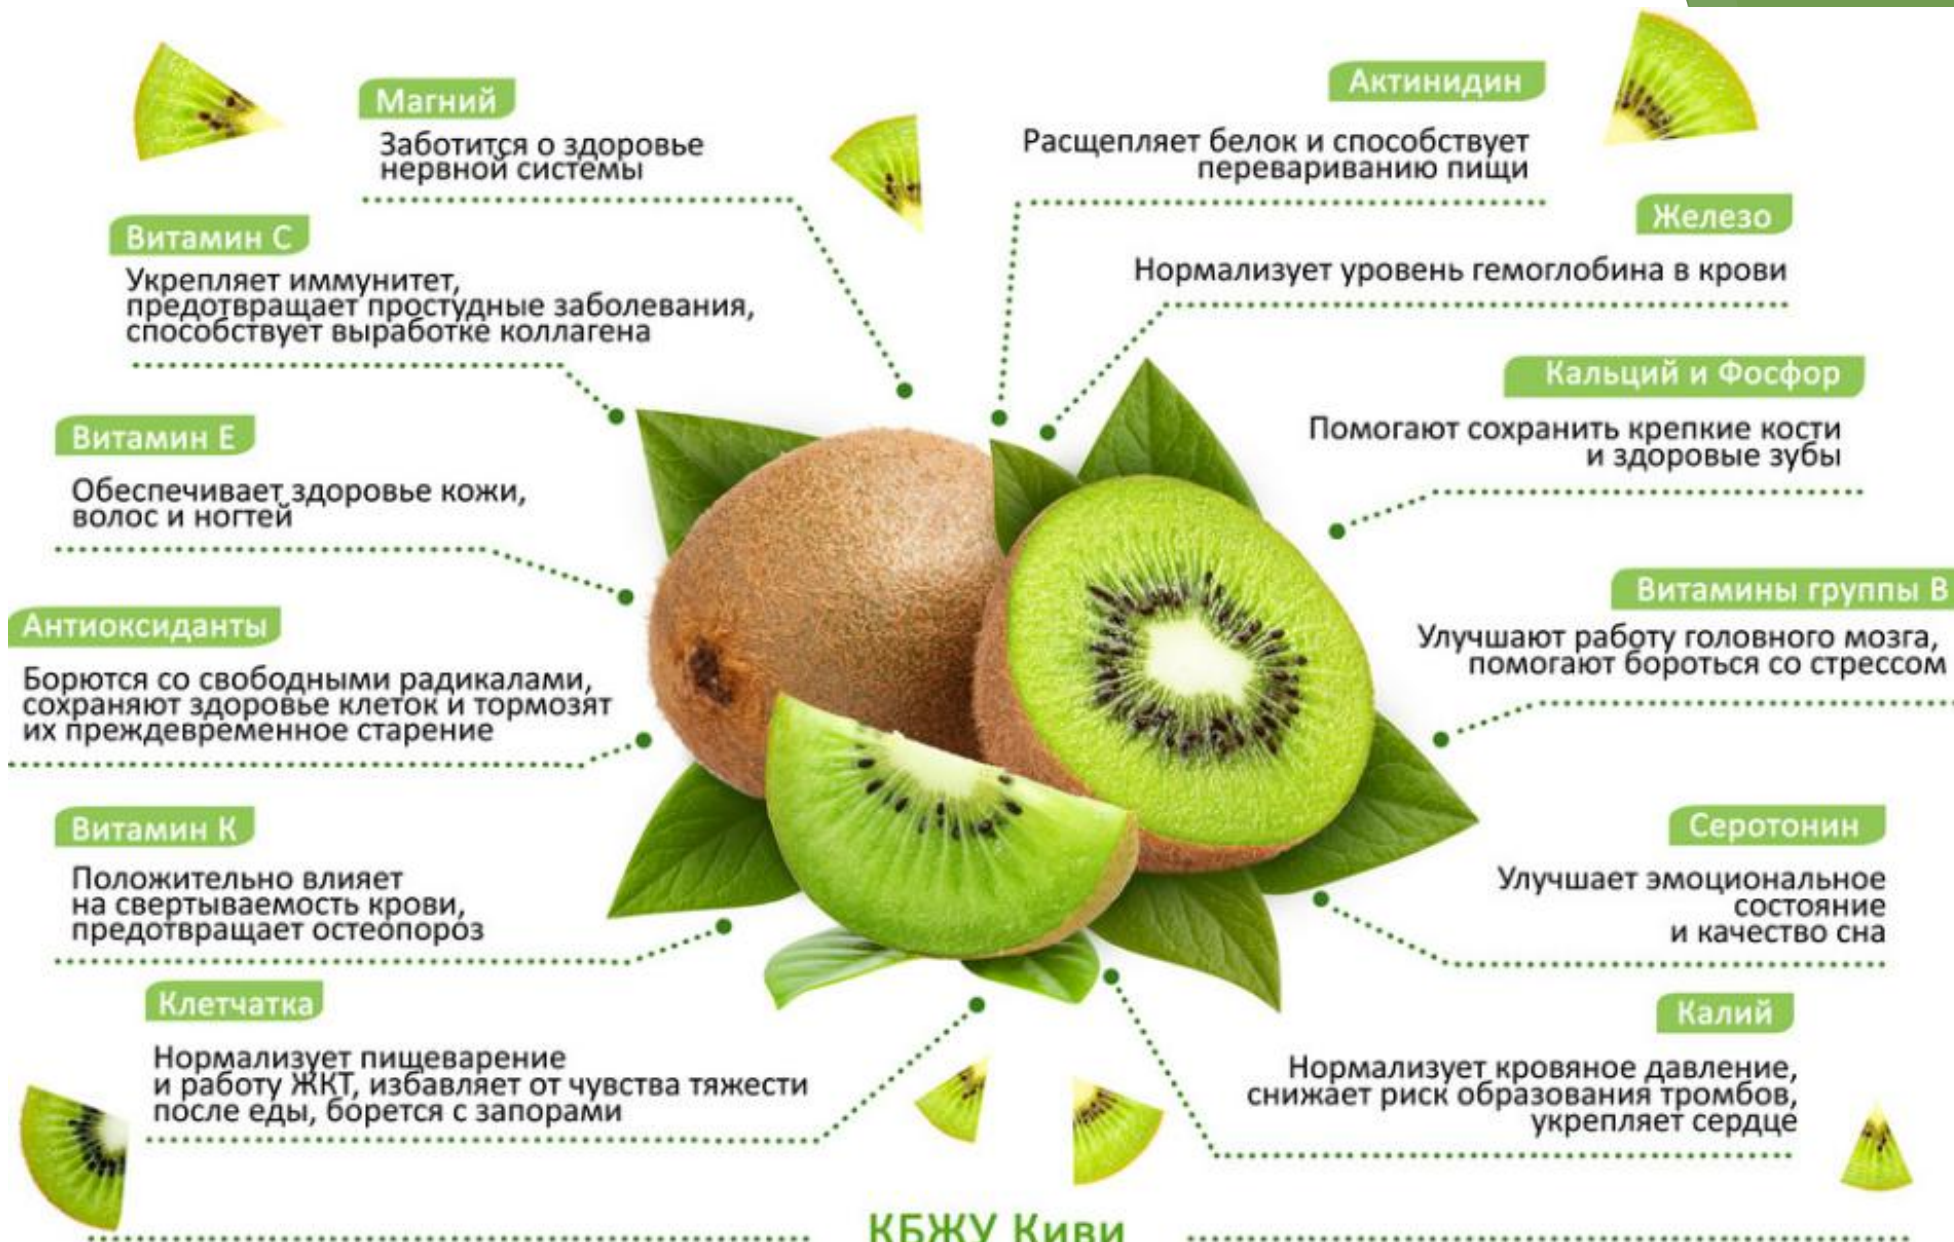 Магний
Заботится о здоровье
нервной системы
Витамин С
Укрепляет иммунитет,
предотвращает простудные заболевания,
способствует выработке коллагена
Витамин Е
Обеспечивает здоровье кожи,
волос и ногтей
Антиоксиданты
Борются со свободными радикалами,
сохраняют здоровье клеток и тормозят
их преждевременное старение
Витамин К
Положительно влияет
на свертываемость крови,
предотвращает остеопороз
Клетчатка
Нормализует пищеварение
и работу ЖКТ, избавляет от чувства тяжести
после еды, борется с запорами
Актинидин
Расщепляет белок и способствует
перевариванию пищи
Железо
Нормализует уровень гемоглобина в крови
Кальций и Фосфор
Помогают сохранить крепкие кости
и здоровые зубы
Витамины группы В
Улучшают работу головного мозга,
помогают бороться со стрессом
Серотонин
Улучшает эмоциональное
состояние
и качество сна
Калий
Нормализует кровяное давление,
снижает риск образования тромбов,
укрепляет сердце
КБЖУ Киви